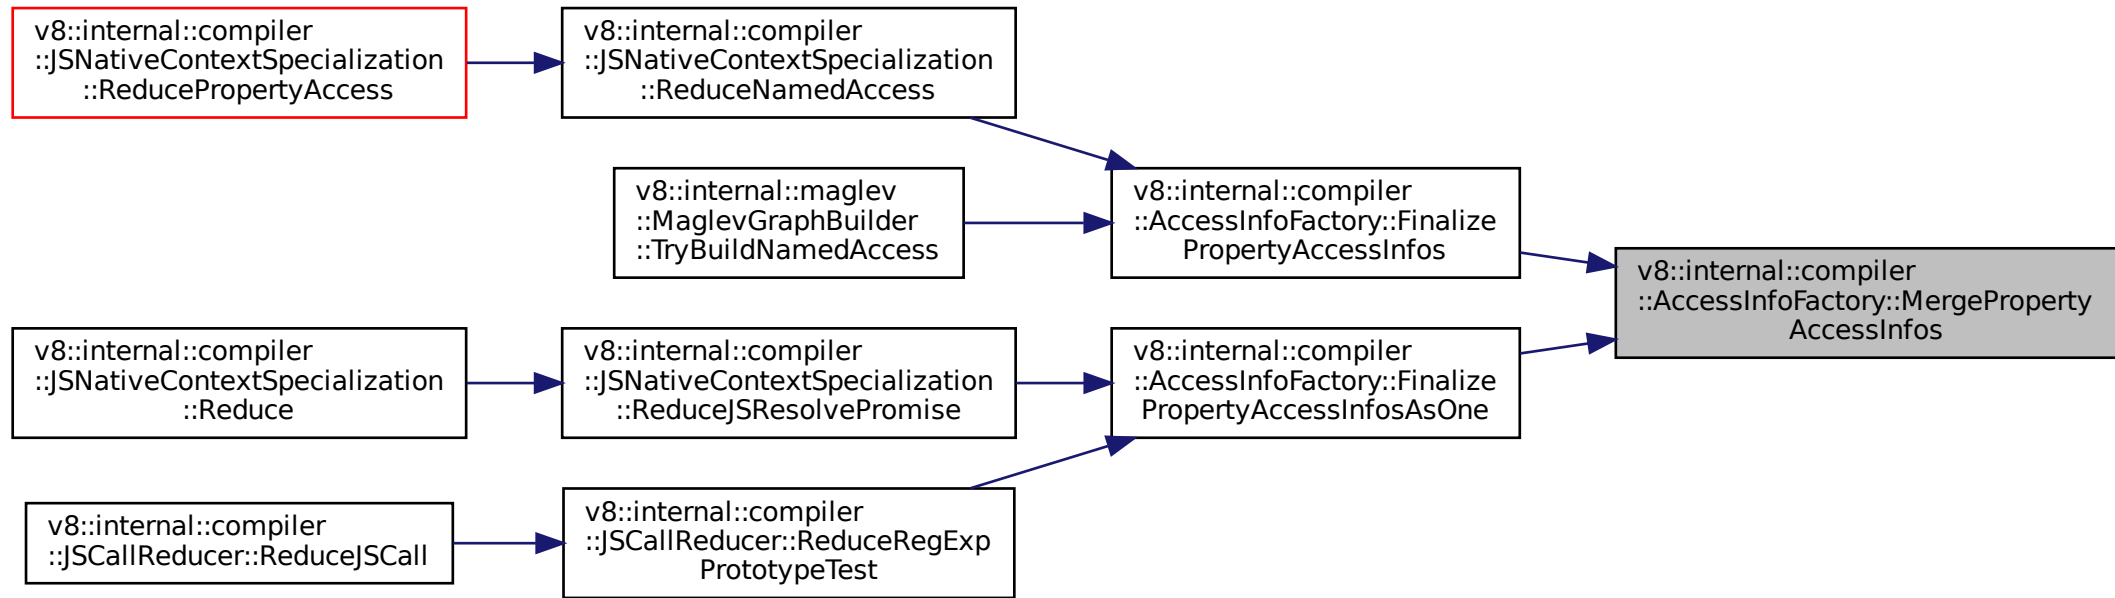 v8::internal::compiler
::JSNativeContextSpecialization
::ReducePropertyAccess
v8::internal::compiler
::JSNativeContextSpecialization
::ReduceNamedAccess
v8::internal::maglev
::MaglevGraphBuilder
::TryBuildNamedAccess
v8::internal::compiler
::AccessInfoFactory::Finalize
PropertyAccessInfos
v8::internal::compiler
::AccessInfoFactory::MergeProperty
AccessInfos
v8::internal::compiler
::JSNativeContextSpecialization
::Reduce
v8::internal::compiler
::JSNativeContextSpecialization
::ReduceJSResolvePromise
v8::internal::compiler
::AccessInfoFactory::Finalize
PropertyAccessInfosAsOne
v8::internal::compiler
::JSCallReducer::ReduceJSCall
v8::internal::compiler
::JSCallReducer::ReduceRegExp
PrototypeTest